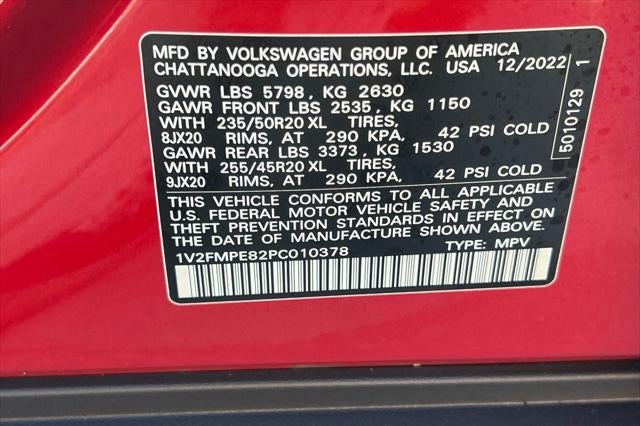 MFD BY VOLKSWAGEN GROUP OF AMERICA
CHATTANOOGA OPERATIONS, LLC. USA 12/2022
GVWR LBS 5798, KG 2630
GAWR FRONT LBS 2535, KG 1150
WITH 235/50R20 XL TIRES,
8JX20 RIMS, AT 290 KPA, 42 PSI COLD
GAWR REAR LBS 3373, KG 1530
WITH 255/45R20 XL TIRES,
9JX20 RIMS, AT 290 KPA, 42 PSI COLD
THIS VEHICLE CONFORMS TO ALL APPLICABLE
U.S. FEDERAL MOTOR VEHICLE SAFETY AND
THEFT PREVENTION STANDARDS IN EFFECT ON
THE DATE OF MANUFACTURE SHOWN ABOVE.
1V2FMPE82PC010378 TYPE: MPV
5010129 1